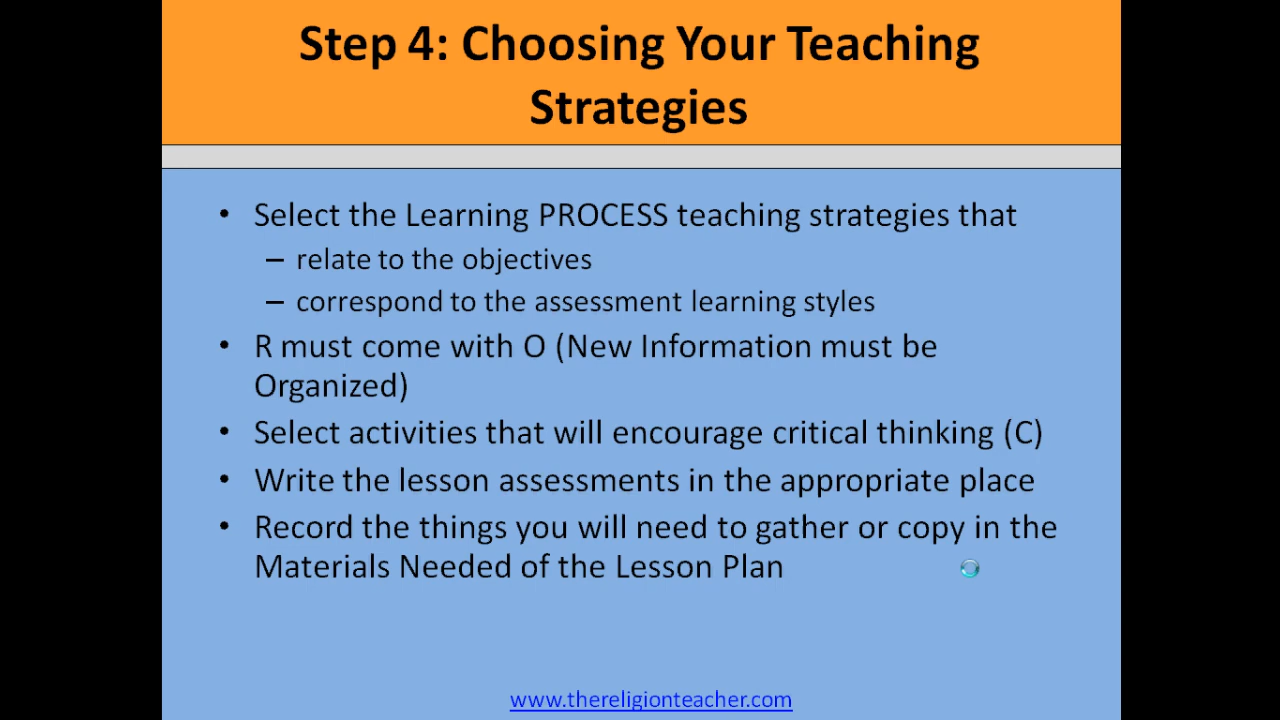 Step 4: Choosing Your Teaching
Strategies
• Select the Learning PROCESS teaching strategies that
– relate to the objectives
– correspond to the assessment learning styles
• R must come with O (New Information must be
Organized)
• Select activities that will encourage critical thinking (C)
• Write the lesson assessments in the appropriate place
• Record the things you will need to gather or copy in the
Materials Needed of the Lesson Plan
www.thereligionteacher.com